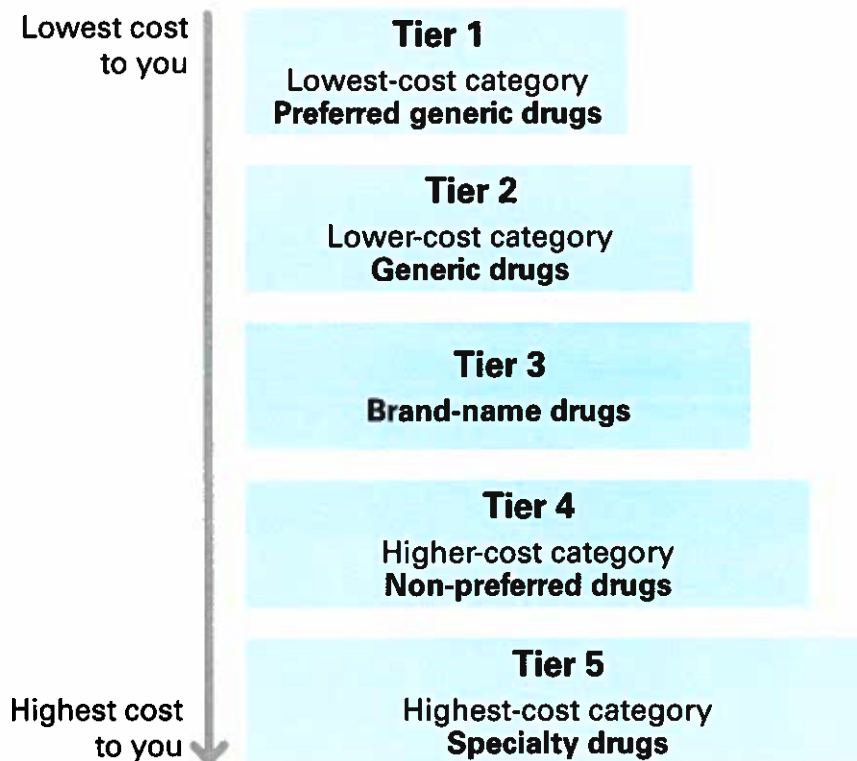 Lowest cost
to you
Tier 1
Lowest-cost category
Preferred generic drugs
Tier 2
Lower-cost category
Generic drugs
Tier 3
Brand-name drugs
Tier 4
Higher-cost category
Non-preferred drugs
Tier 5
Highest-cost category
Specialty drugs
Highest cost
to you